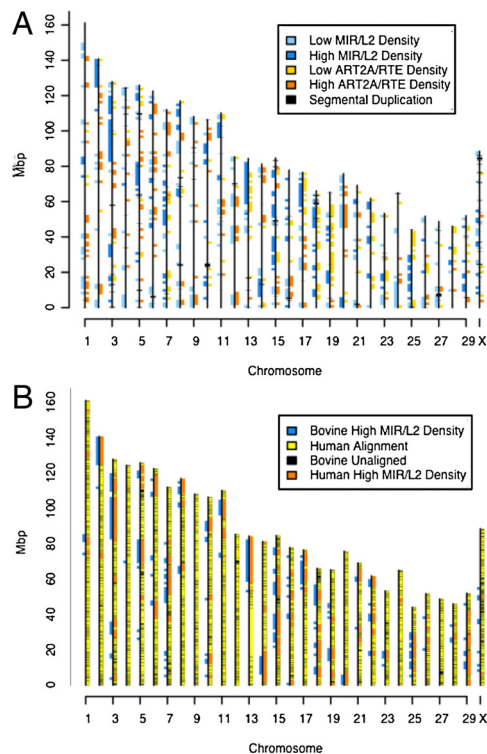 A
Mbp
160
140
120
100
80
60
40
20
0
Low MIR/L2 Density
High MIR/L2 Density
Low ART2A/RTE Density
High ART2A/RTE Density
Segmental Duplication
1 3 5 7 9 11 13 15 17 19 21 23 25 27 29 X
Chromosome
B
Mbp
160
140
120
100
80
60
40
20
0
Bovine High MIR/L2 Density
Human Alignment
Bovine Unaligned
Human High MIR/L2 Density
1 3 5 7 9 11 13 15 17 19 21 23 25 27 29 X
Chromosome